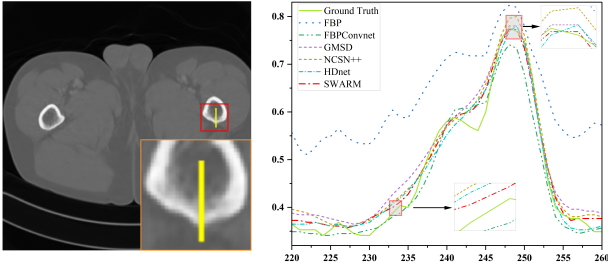 Ground Truth
FBP
FBPConvnet
GMSD
NCSN++
HDnet
SWARM
0.8
0.7
0.6
0.5
0.4
220 225 230 235 240 245 250 255 260